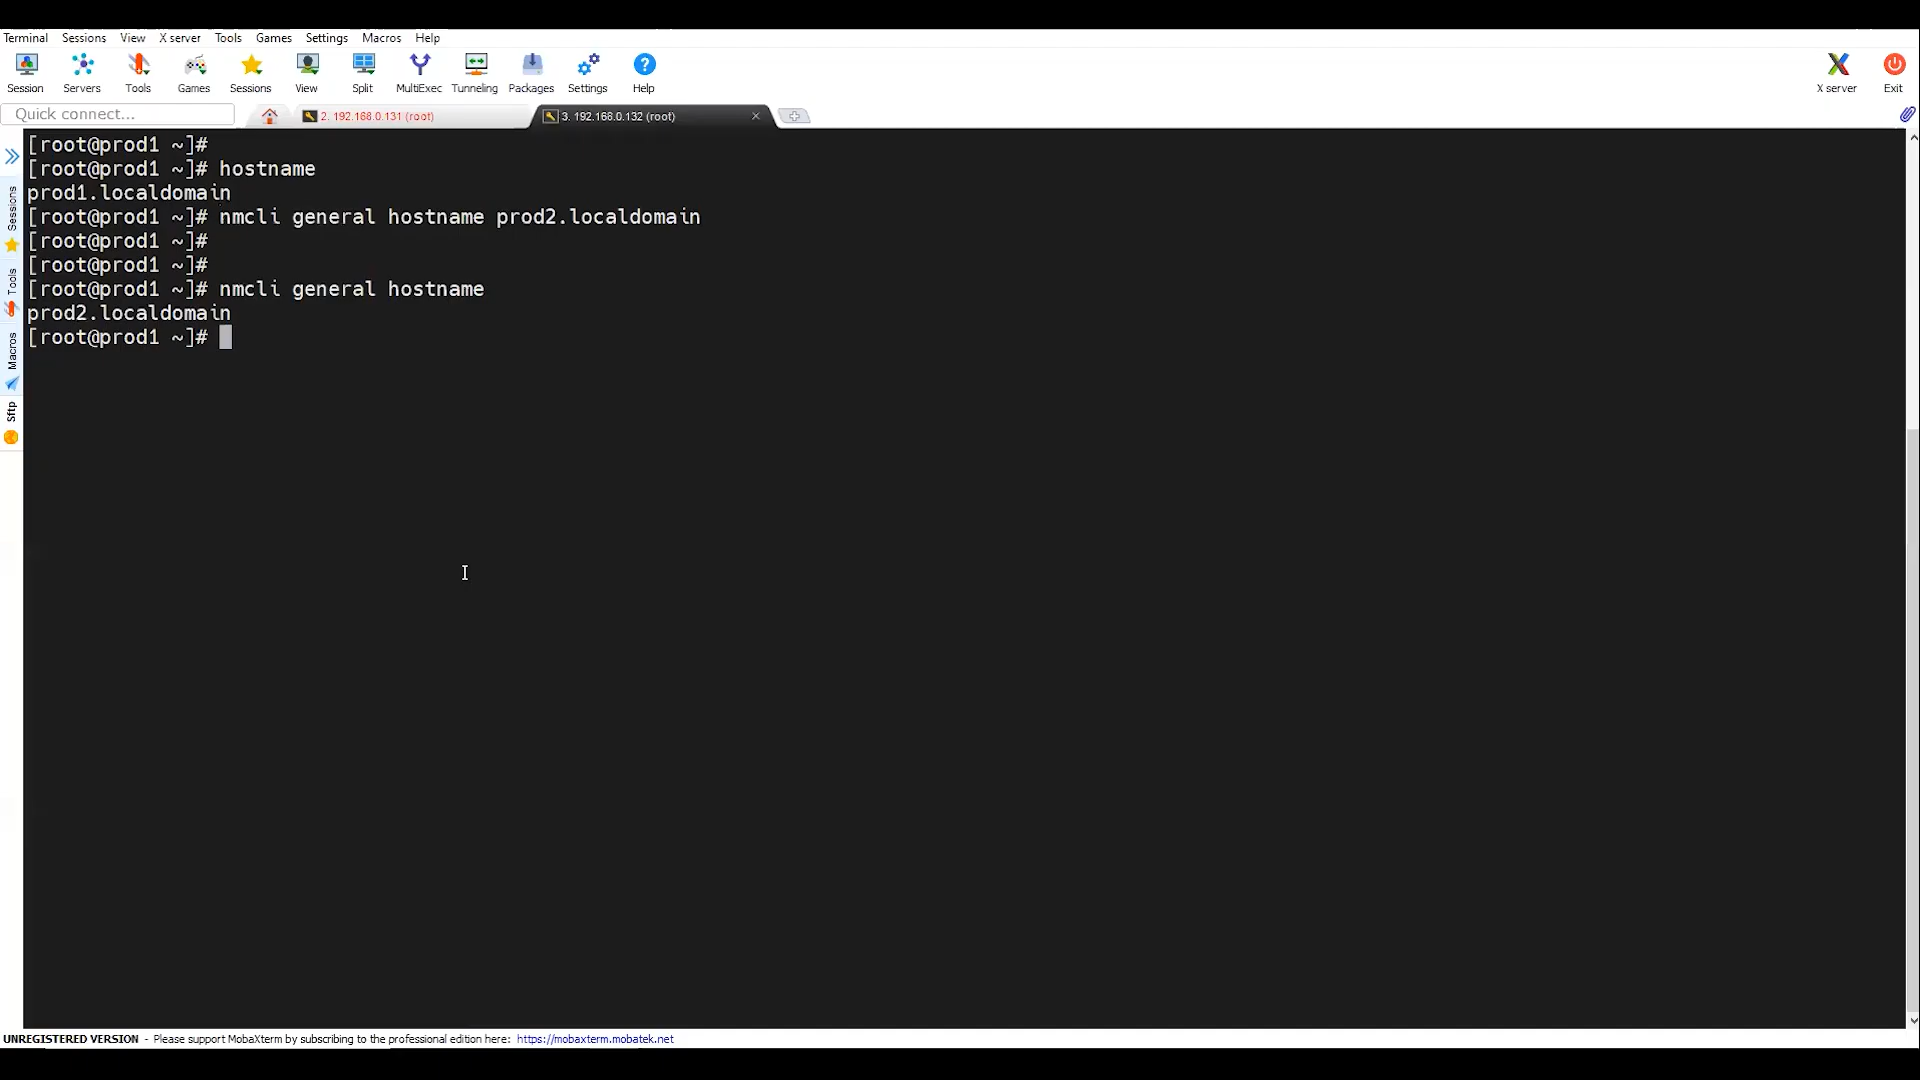 Terminal Sessions View X server Tools Games Settings Macros Help
Session Servers Tools Games Sessions View Split MultiExec Tunneling Packages Settings Help X server Exit
Quick connect...
2. 192.168.0.131 (root)
3. 192.168.0.132 (root)
[root@prod1 ~]#
[root@prod1 ~]# hostname
prod1.localdomain
[root@prod1 ~]# nmcli general hostname prod2.localdomain
[root@prod1 ~]#
[root@prod1 ~]#
[root@prod1 ~]# nmcli general hostname
prod2.localdomain
[root@prod1 ~]#
Sessions
Tools
Macros
Sftp
UNREGISTERED VERSION - Please support MobaXterm by subscribing to the professional edition here: https://mobaxterm.mobatek.net